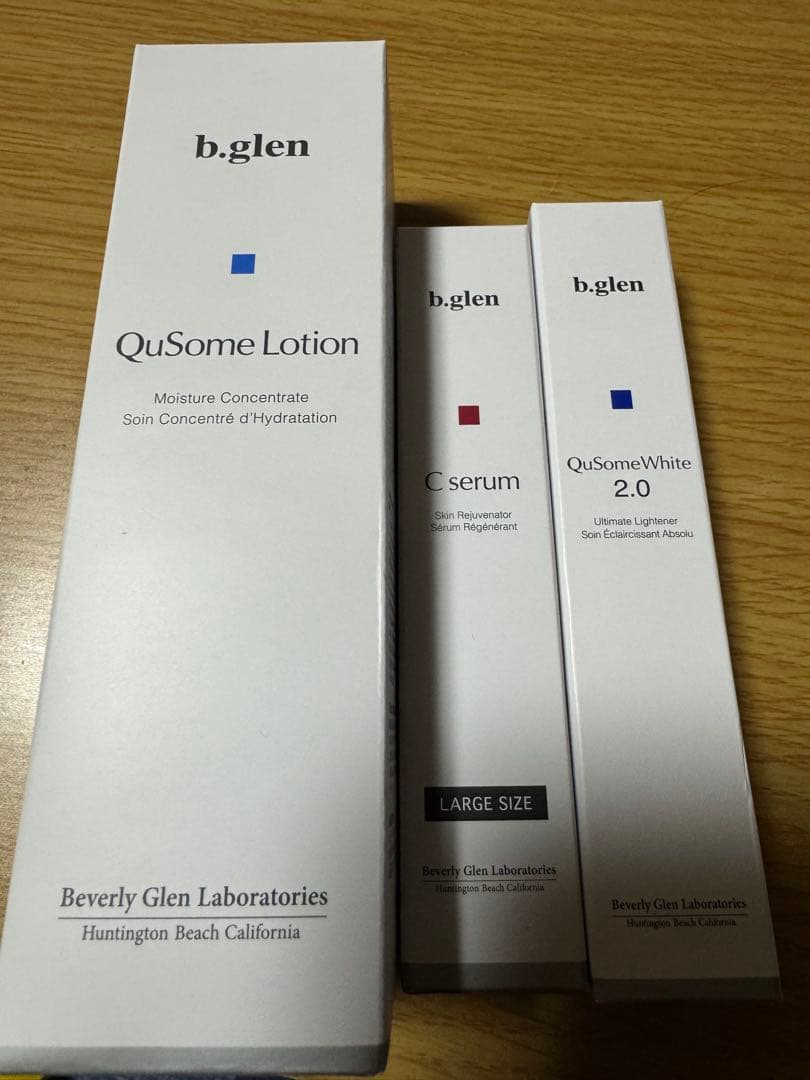 b.glen
QuSome Lotion
Moisture Concentrate
Soin Concentré d'Hydratation
Beverly Glen Laboratories
Huntington Beach California
b.glen
C serum
Skin Rejuvenator
Sérum Régénérant
LARGE SIZE
Beverly Glen Laboratories
Huntington Beach California
b.glen
QuSomeWhite
2.0
Ultimate Lightener
Soin Éclaircissant Absolu
Beverly Glen Laboratories
Huntington Beach California